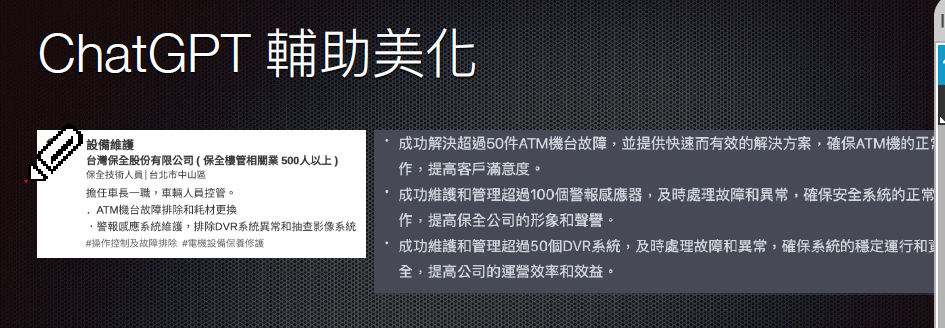 ChatGPT 輔助美化
設備維護
台灣保全股份有限公司 ( 保全樓管相關業 500人以上 )
保全技術人員│台北市中山區
擔任車長一職，車輛人員控管。
．ATM機台故障排除和耗材更換
．警報感應系統維護，排除DVR系統異常和抽查影像系統
#操作控制及故障排除 #電機設備保養修護
• 成功解決超過50件ATM機台故障，並提供快速而有效的解決方案，確保ATM機的正常
作，提高客戶滿意度。
• 成功維護和管理超過100個警報感應器，及時處理故障和異常，確保安全系統的正常
作，提高保全公司的形象和聲譽。
• 成功維護和管理超過50個DVR系統，及時處理故障和異常，確保系統的穩定運行和
全，提高公司的運營效率和效益。